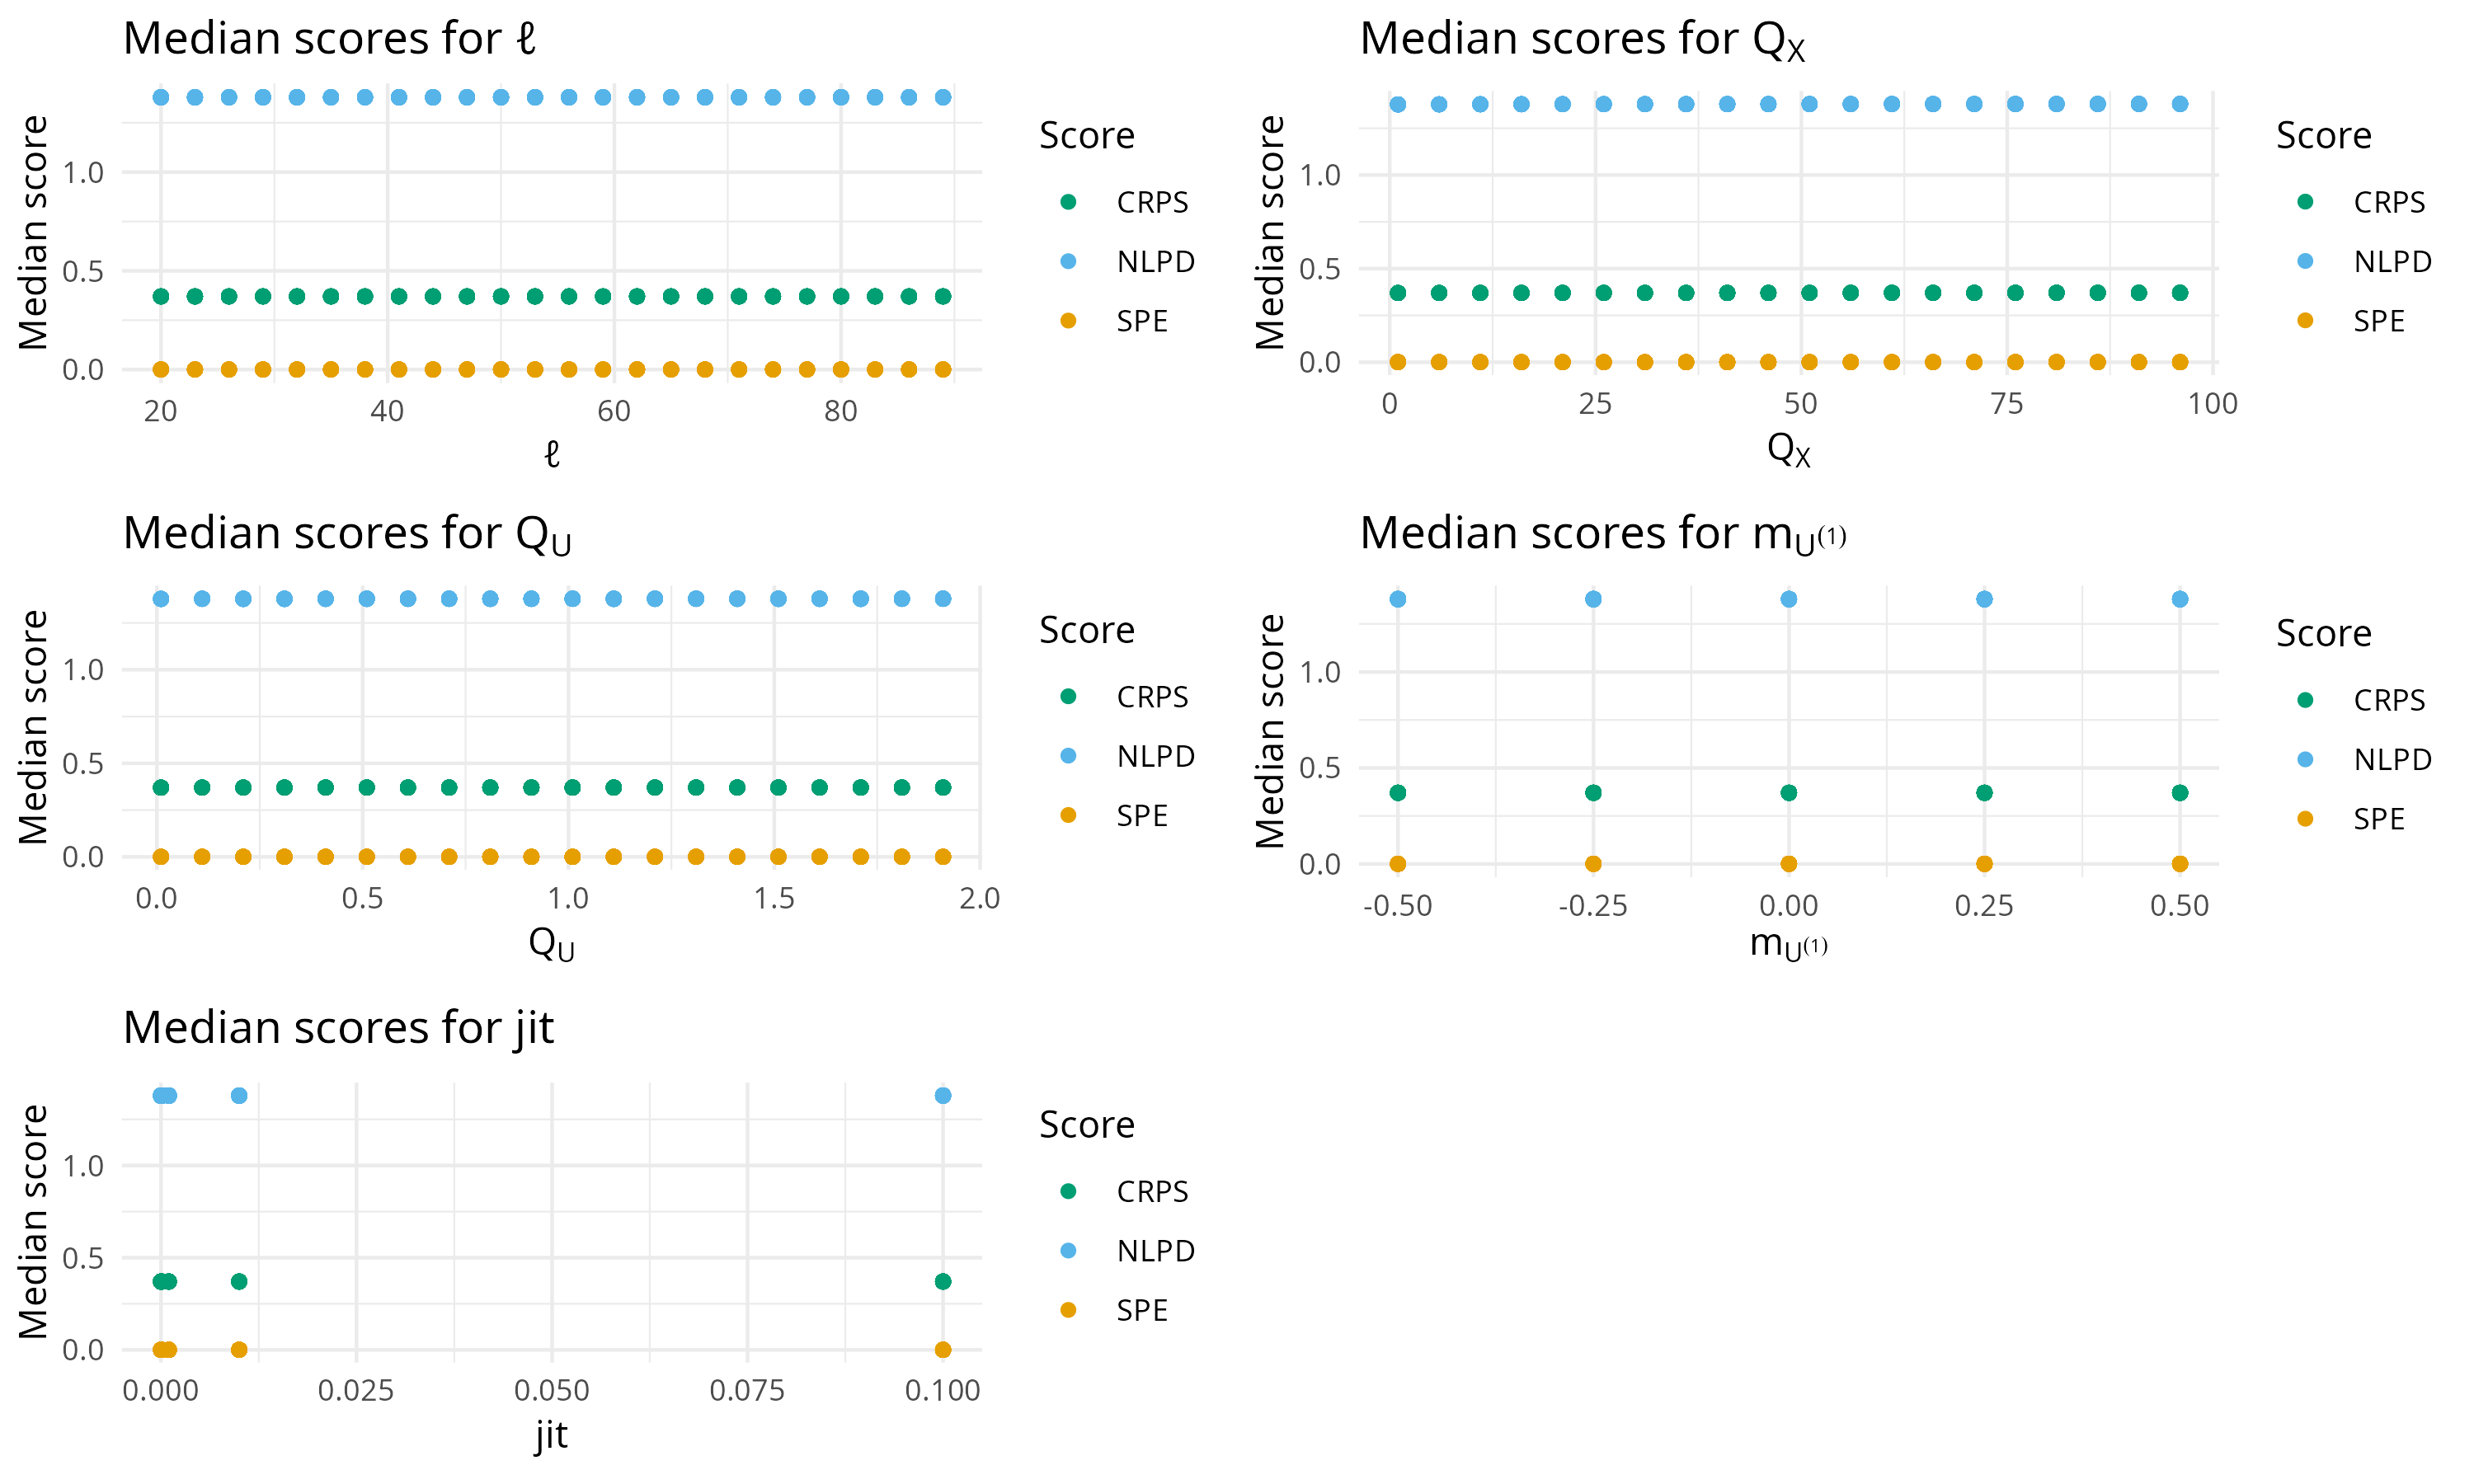 Median scores for ℓ
Median score
1.0
0.5
0.0
20 40 60 80
ℓ
Score
CRPS
NLPD
SPE
Median scores for Q_X
Median score
1.0
0.5
0.0
0 25 50 75 100
Q_X
Score
CRPS
NLPD
SPE
Median scores for Q_U
Median score
1.0
0.5
0.0
0.0 0.5 1.0 1.5 2.0
Q_U
Score
CRPS
NLPD
SPE
Median scores for m_U⁽¹⁾
Median score
1.0
0.5
0.0
-0.50 -0.25 0.00 0.25 0.50
m_U⁽¹⁾
Score
CRPS
NLPD
SPE
Median scores for jit
Median score
1.0
0.5
0.0
0.000 0.025 0.050 0.075 0.100
jit
Score
CRPS
NLPD
SPE